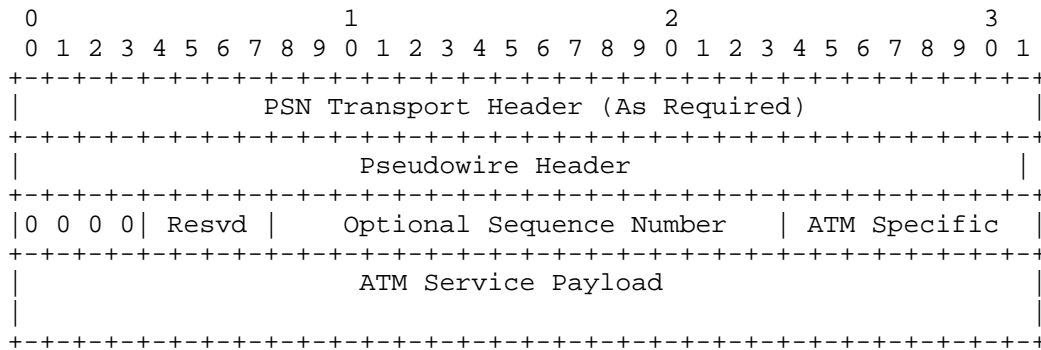 0                   1                   2                   3
 0 1 2 3 4 5 6 7 8 9 0 1 2 3 4 5 6 7 8 9 0 1 2 3 4 5 6 7 8 9 0 1
+-+-+-+-+-+-+-+-+-+-+-+-+-+-+-+-+-+-+-+-+-+-+-+-+-+-+-+-+-+-+-+-+
|               PSN Transport Header (As Required)              |
+-+-+-+-+-+-+-+-+-+-+-+-+-+-+-+-+-+-+-+-+-+-+-+-+-+-+-+-+-+-+-+-+
|                     Pseudowire Header                        |
+-+-+-+-+-+-+-+-+-+-+-+-+-+-+-+-+-+-+-+-+-+-+-+-+-+-+-+-+-+-+-+-+
|0 0 0 0| Resvd |    Optional Sequence Number   | ATM Specific  |
+-+-+-+-+-+-+-+-+-+-+-+-+-+-+-+-+-+-+-+-+-+-+-+-+-+-+-+-+-+-+-+-+
|                     ATM Service Payload                       |
|                                                               |
+-+-+-+-+-+-+-+-+-+-+-+-+-+-+-+-+-+-+-+-+-+-+-+-+-+-+-+-+-+-+-+-+